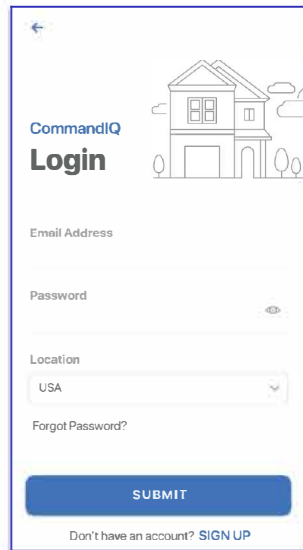 CommandIQ
Login
Email Address
Password
Location
USA
Forgot Password?
SUBMIT
Don't have an account? SIGN UP